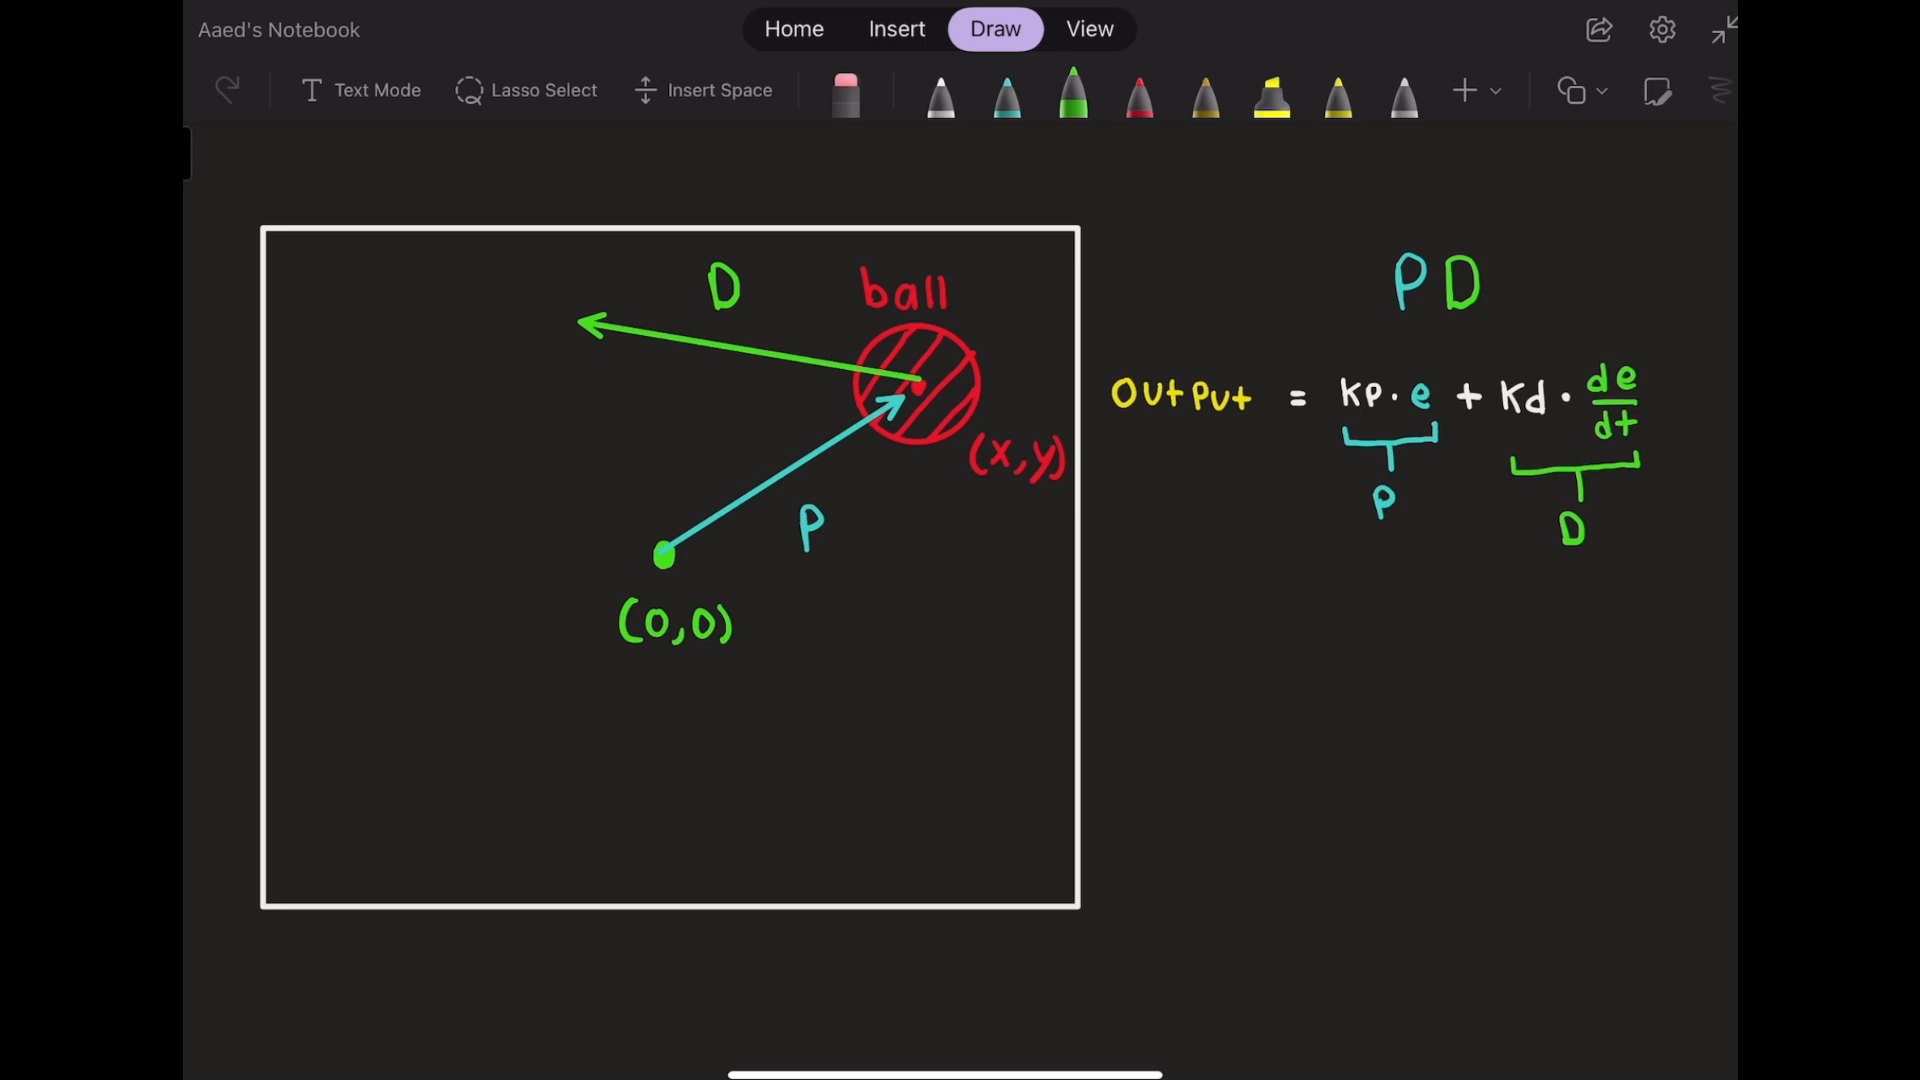 Aaed's Notebook
Home Insert Draw View
Text Mode Lasso Select Insert Space
D
ball
(x,y)
P
(0,0)
PD
Output = Kp·e + Kd·de/dt
P
D